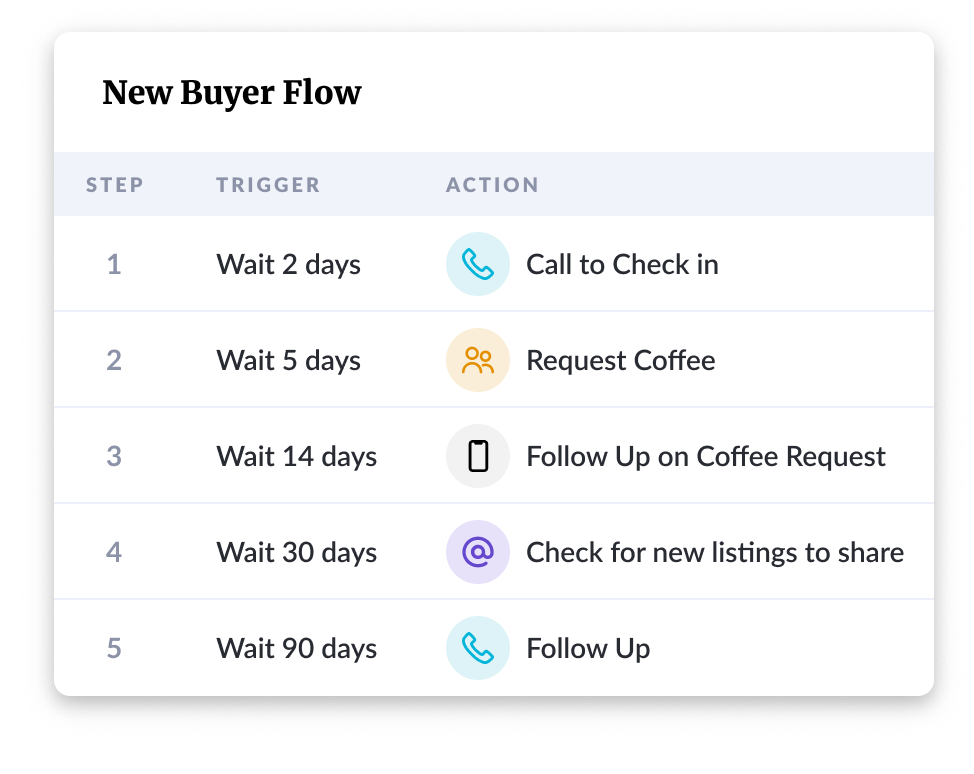 New Buyer Flow
STEP TRIGGER ACTION
1 Wait 2 days Call to Check in
2 Wait 5 days Request Coffee
3 Wait 14 days Follow Up on Coffee Request
4 Wait 30 days Check for new listings to share
5 Wait 90 days Follow Up